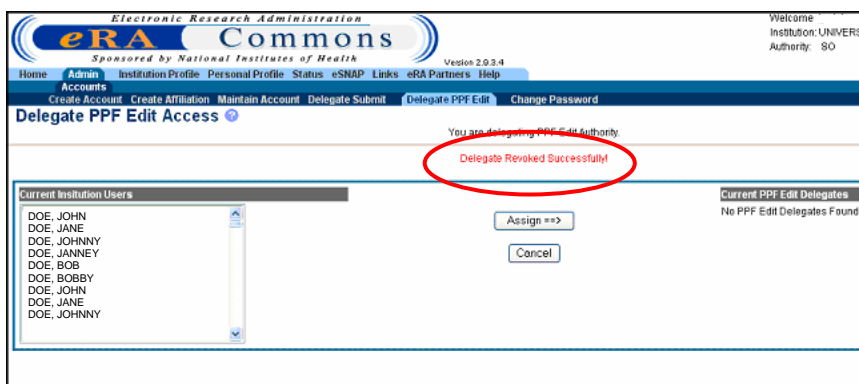 Electronic Research Administration
eRA Commons
Sponsored by National Institutes of Health
Version 2.9.3.4
Welcome
Institution: UNIVERS
Authority: SO
Home Admin Institution Profile Personal Profile Status eSNAP Links eRA Partners Help
Accounts
Create Account Create Affiliation Maintain Account Delegate Submit Delegate PPF Edit Change Password
Delegate PPF Edit Access ?
You are delegating PPF Edit Authority.
Delegate Revoked Successfully!
Current Insitution Users
DOE, JOHN
DOE, JANE
DOE, JOHNNY
DOE, JANNEY
DOE, BOB
DOE, BOBBY
DOE, JOHN
DOE, JANE
DOE, JOHNNY
Assign ==>
Cancel
Current PPF Edit Delegates
No PPF Edit Delegates Found